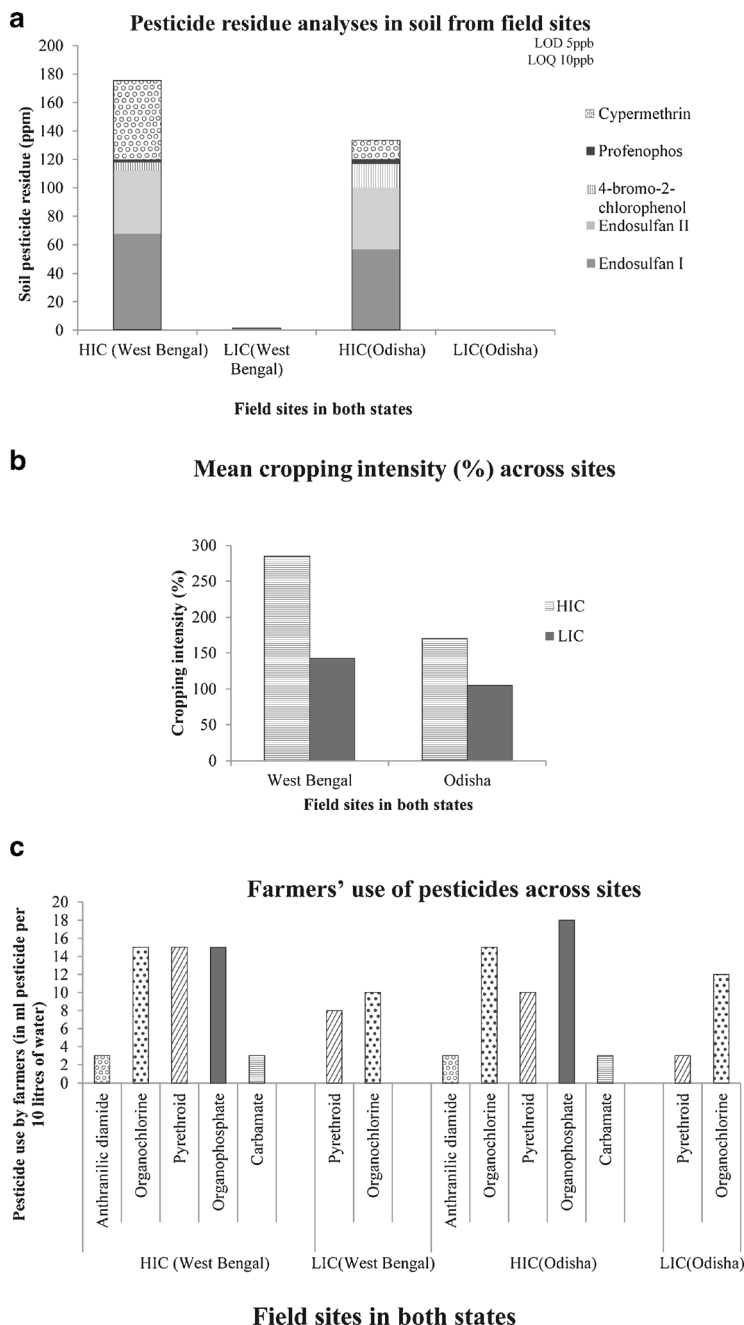 a
Pesticide residue analyses in soil from field sites
LOD 5ppb
LOQ 10ppb
Soil pesticide residue (ppm)
200
180
160
140
120
100
80
60
40
20
0
Cypermethrin
Profenophos
4-bromo-2-
chlorophenol
Endosulfan II
Endosulfan I
HIC (West Bengal)
LIC(West
Bengal)
HIC(Odisha)
LIC(Odisha)
Field sites in both states
b
Mean cropping intensity (%) across sites
Cropping intensity (%)
300
250
200
150
100
50
0
HIC
LIC
West Bengal
Odisha
Field sites in both states
c
Farmers' use of pesticides across sites
Pesticide use by farmers (in ml pesticide per
10 litres of water)
20
18
16
14
12
10
8
6
4
2
0
Anthranilic diamide
Organochlorine
Pyrethroid
Organophosphate
Carbamate
Pyrethroid
Organochlorine
Anthranilic diamide
Organochlorine
Pyrethroid
Organophosphate
Carbamate
Pyrethroid
Organochlorine
HIC (West Bengal)
LIC(West Bengal)
HIC(Odisha)
LIC(Odisha)
Field sites in both states